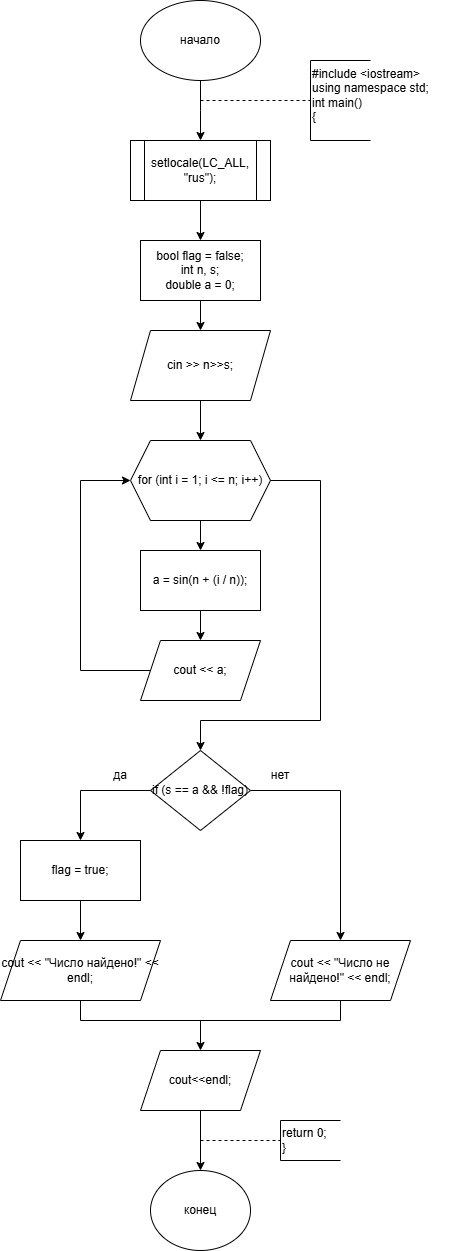 начало
#include <iostream>
using namespace std;
int main()
{
setlocale(LC_ALL,
"rus");
bool flag = false;
int n, s;
double a = 0;
cin >> n>>s;
for (int i = 1; i <= n; i++)
a = sin(n + (i / n));
cout << a;
if (s == a && !flag)
да
нет
flag = true;
cout << "Число найдено!" <<
endl;
cout << "Число не
найдено!" << endl;
cout<<endl;
return 0;
}
конец